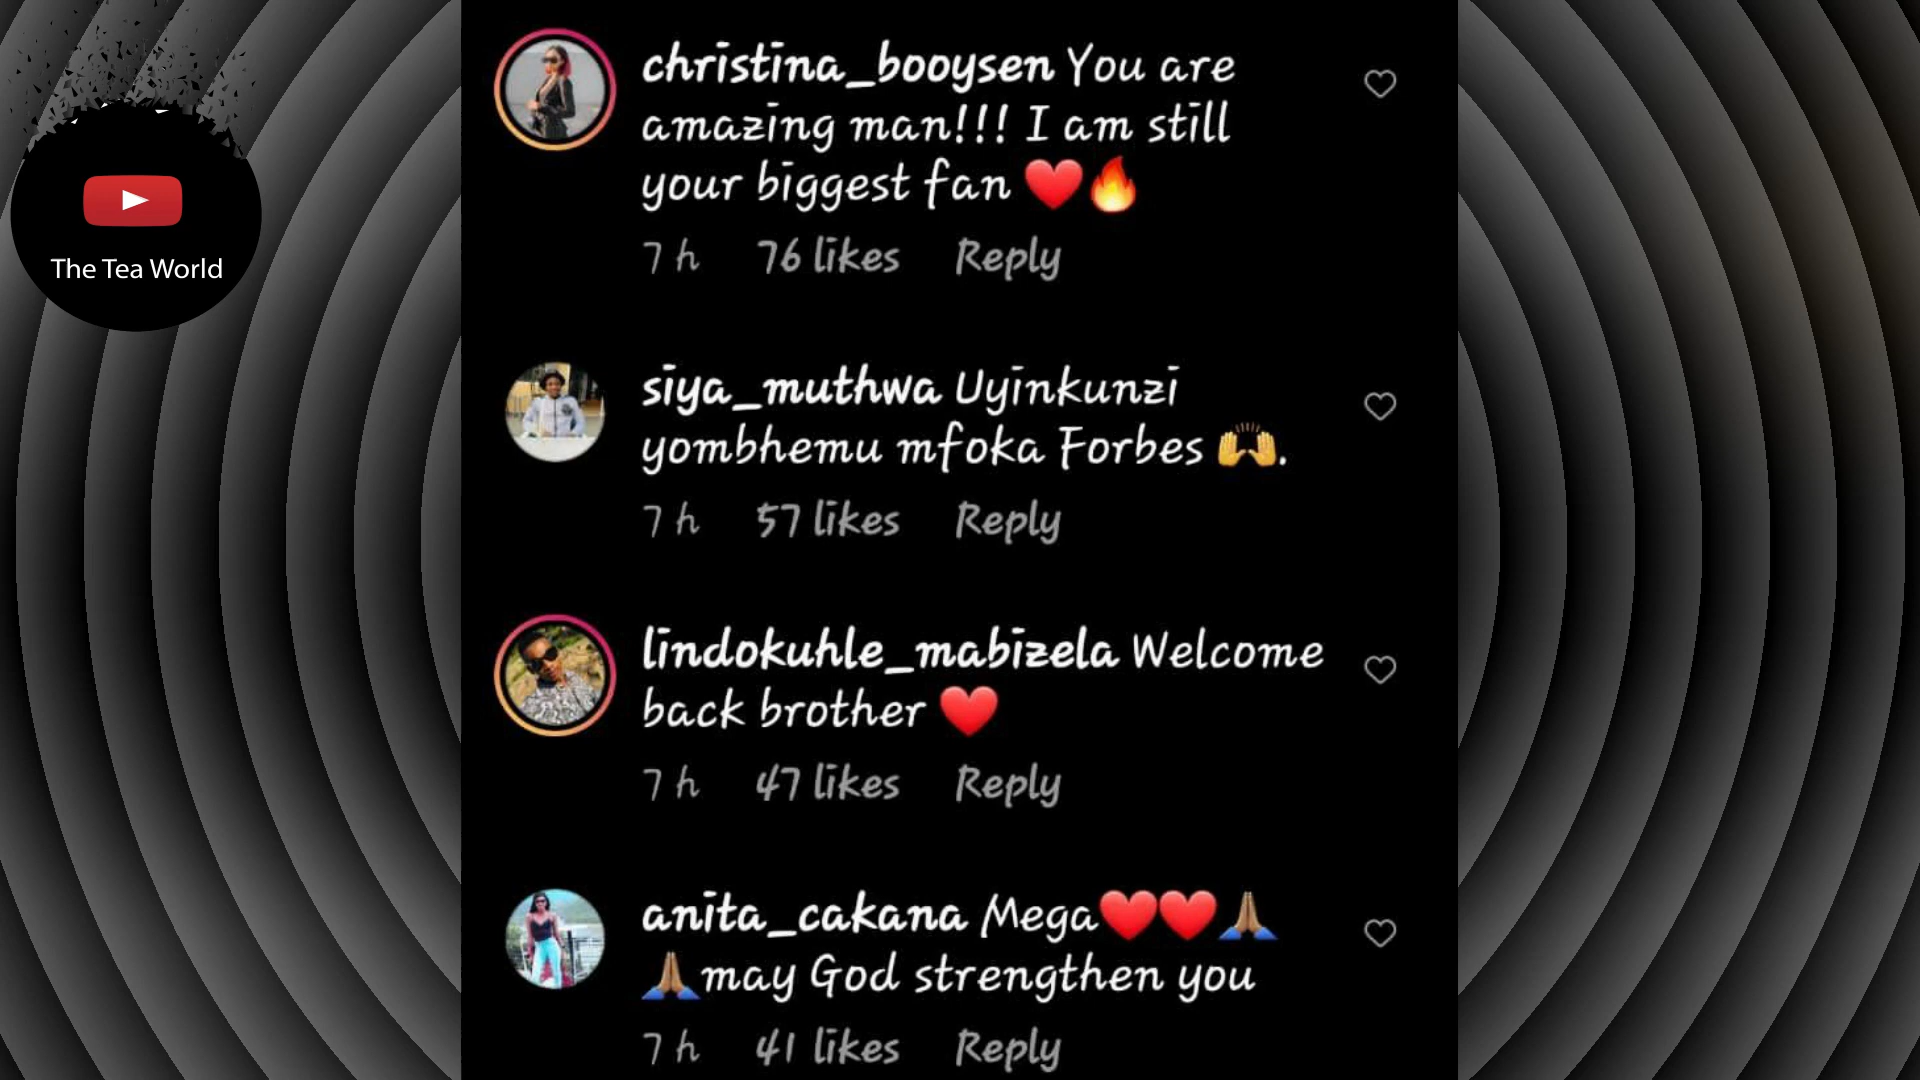 The Tea World
christina_booysen You are
amazing man!!! I am still
your biggest fan ❤️🔥
7 h 76 likes Reply
siya_muthwa Uyinkunzi
yombhemu mfoka Forbes 🙌.
7 h 57 likes Reply
lindokuhle_mabizela Welcome
back brother ❤️
7 h 47 likes Reply
anita_cakana Mega❤️❤️🙏🏽
🙏🏽may God strengthen you
7 h 41 likes Reply